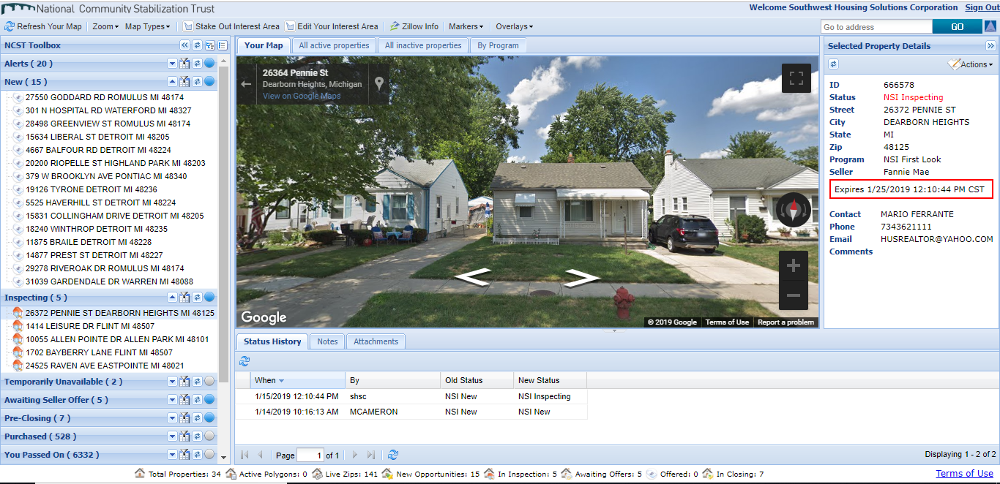 National Community Stabilization Trust
Welcome Southwest Housing Solutions Corporation Sign Out
Refresh Your Map Zoom Map Types Stake Out Interest Area Edit Your Interest Area Zillow Info Markers Overlays Go to address GO
NCST Toolbox
Alerts ( 20 )
New ( 15 )
27550 GODDARD RD ROMULUS MI 48174
301 N HOSPITAL RD WATERFORD MI 48327
28498 GREENVIEW ST ROMULUS MI 48174
15634 LIBERAL ST DETROIT MI 48205
4667 BALFOUR RD DETROIT MI 48224
20200 RIOPELLE ST HIGHLAND PARK MI 48203
379 W BROOKLYN AVE PONTIAC MI 48340
19126 TYRONE DETROIT MI 48236
5525 HAVERHILL ST DETROIT MI 48224
15831 COLLINGHAM DRIVE DETROIT MI 48205
18240 WINTHROP DETROIT MI 48235
11875 BRAILE DETROIT MI 48228
14877 PREST ST DETROIT MI 48227
29278 RIVEROAK DR ROMULUS MI 48174
31039 GARDENDALE DR WARREN MI 48088
Inspecting ( 5 )
26372 PENNIE ST DEARBORN HEIGHTS MI 48125
1414 LEISURE DR FLINT MI 48507
10055 ALLEN POINTE DR ALLEN PARK MI 48101
1702 BAYBERRY LANE FLINT MI 48507
24525 RAVEN AVE EASTPOINTE MI 48021
Temporarily Unavailable ( 2 )
Awaiting Seller Offer ( 5 )
Pre-Closing ( 7 )
Purchased ( 528 )
You Passed On ( 6332 )
Your Map All active properties All inactive properties By Program
26364 Pennie St
Dearborn Heights, Michigan
View on Google Maps
Google
© 2019 Google Terms of Use Report a problem
Selected Property Details
Actions
ID 666578
Status NSI Inspecting
Street 26372 PENNIE ST
City DEARBORN HEIGHTS
State MI
Zip 48125
Program NSI First Look
Seller Fannie Mae
Expires 1/25/2019 12:10:44 PM CST
Contact MARIO FERRANTE
Phone 7343621111
Email HUSREALTOR@YAHOO.COM
Comments
Status History Notes Attachments
When By Old Status New Status
1/15/2019 12:10:44 PM shsc NSI New NSI Inspecting
1/14/2019 10:16:13 AM MCAMERON NSI New NSI New
Page 1 of 1 Displaying 1 - 2 of 2
Total Properties: 34 Active Polygons: 0 Live Zips: 141 New Opportunities: 15 In Inspection: 5 Awaiting Offers: 5 Offered: 0 In Closing: 7 Terms of Use